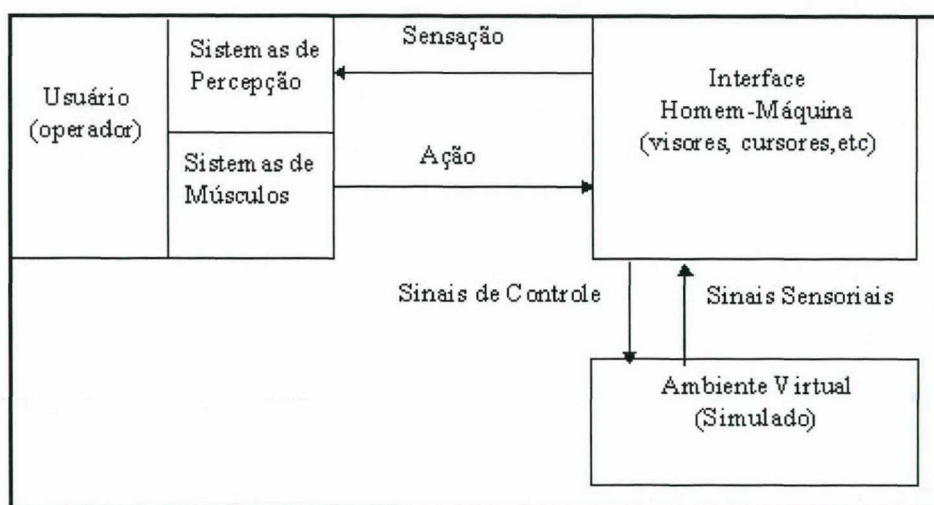 Usuário
(operador)
Sistemas de
Percepção
Sistemas de
Músculos
Sensação
Ação
Interface
Homem-Máquina
(visores, cursores,etc)
Sinais de Controle
Sinais Sensoriais
Ambiente Virtual
(Simulado)